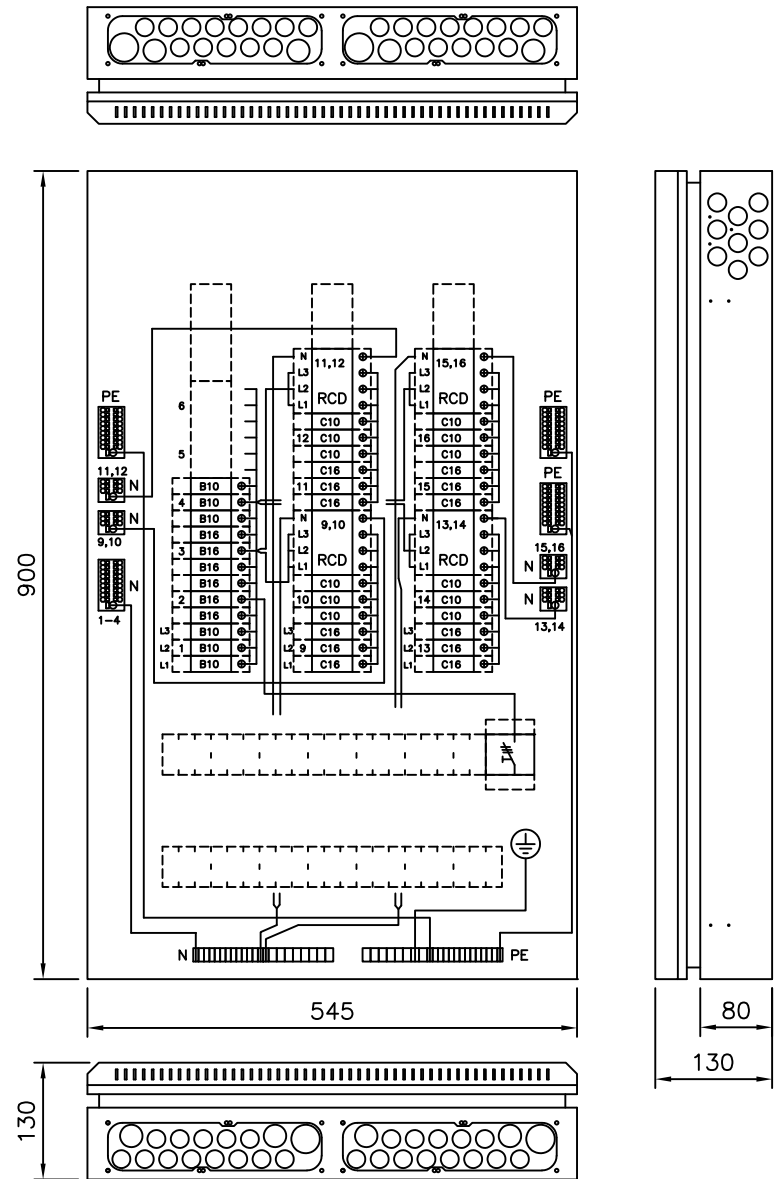 PE
11,12
N
N
9,10
N
1-4
6
5
B10
4 B10
B10
B16
3 B16
B16
B16
2 B16
B16
L3 B10
L2 1 B10
L1 B10
N 11,12
L3
L2 RCD
L1
C10
12 C10
C10
C16
11 C16
C16
N 9,10
L3
L2 RCD
L1
C10
10 C10
C10
L3 C16
L2 9 C16
L1 C16
N 15,16
L3
L2 RCD
L1
C10
16 C10
C10
C16
15 C16
C16
N 13,14
L3
L2 RCD
L1
C10
14 C10
C10
L3 C16
L2 13 C16
L1 C16
PE
PE
15,16
N
N
13,14
N
PE
900
545
80
130
130